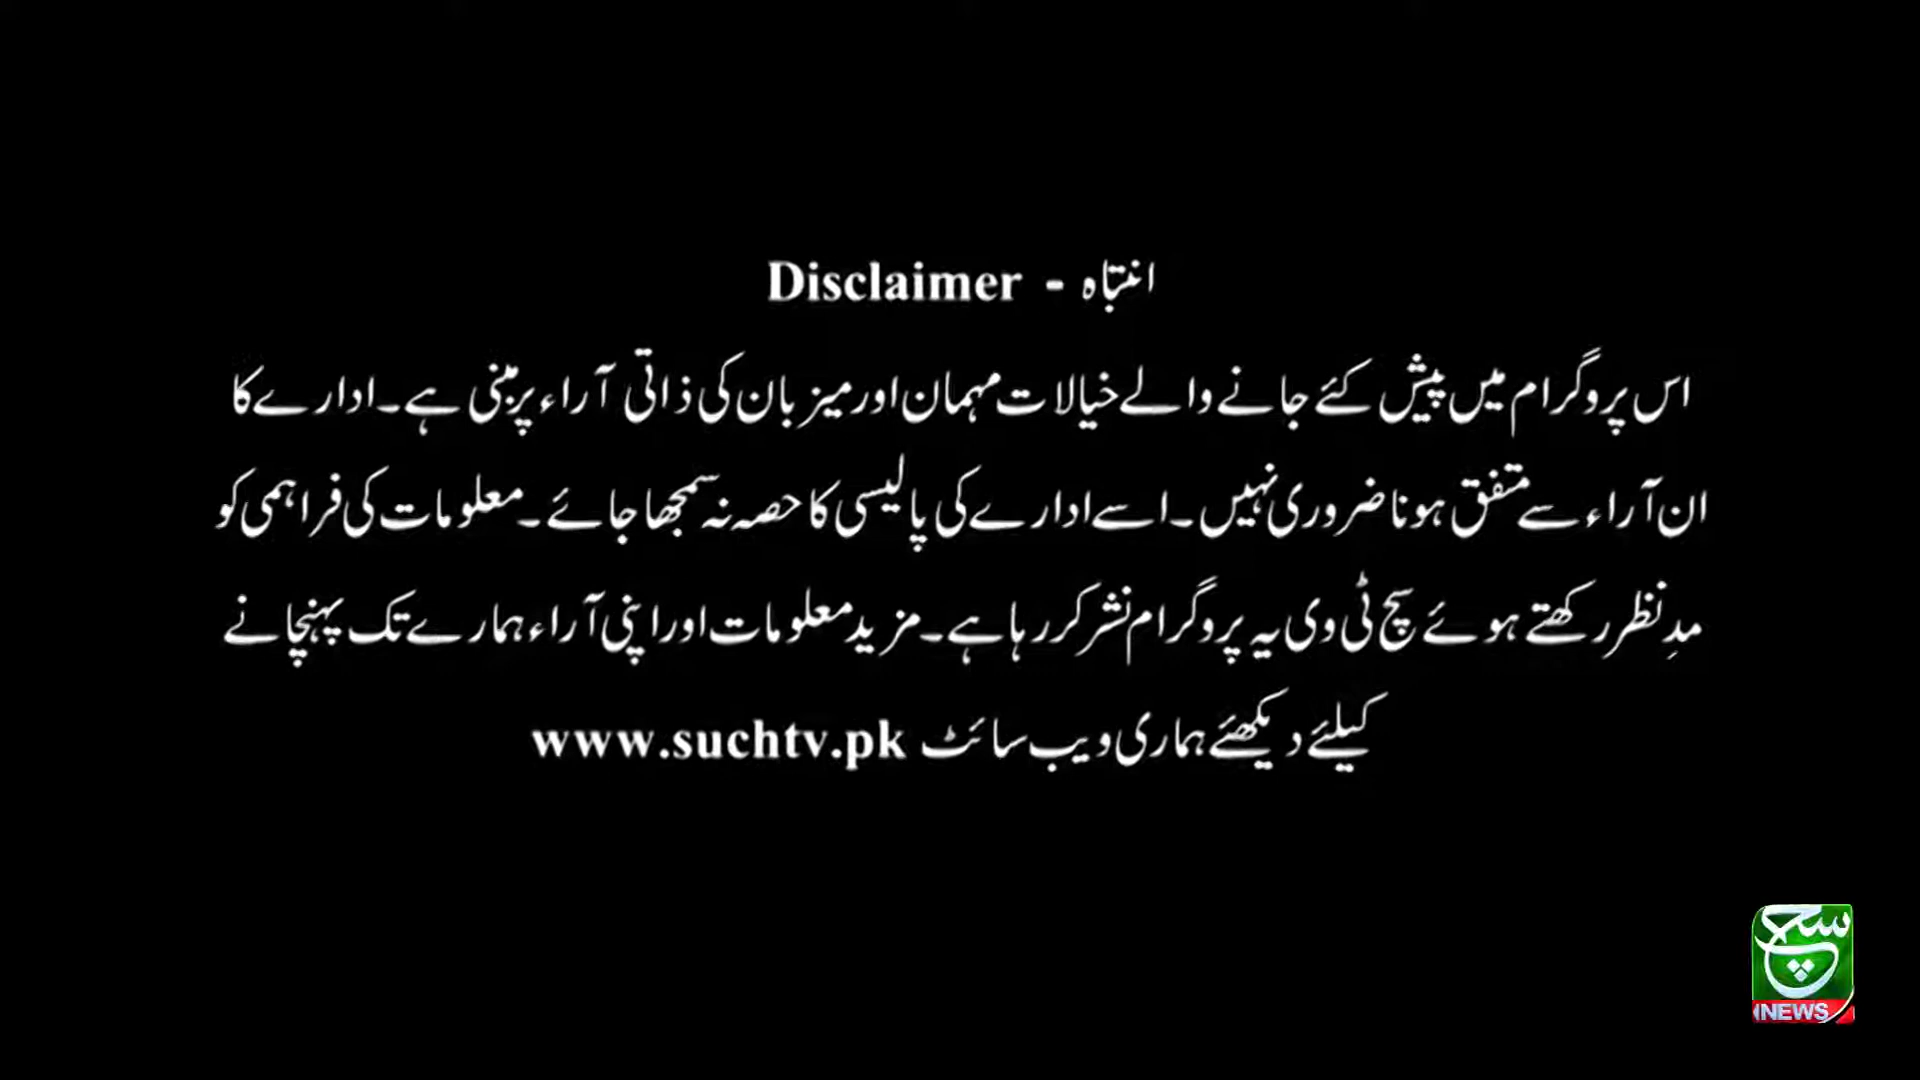 انتباہ - Disclaimer
اس پروگرام میں پیش کئے جانے والے خیالات مہمان اور میزبان کی ذاتی آراء پر مبنی ہے۔ ادارے کا
ان آراء سے متفق ہونا ضروری نہیں۔ اسے ادارے کی پالیسی کا حصہ نہ سمجھا جائے۔ معلومات کی فراہمی کو
مدِ نظر رکھتے ہوئے سچ ٹی وی یہ پروگرام نشر کر رہا ہے۔ مزید معلومات اور اپنی آراء ہمارے تک پہنچانے
کیلئے دیکھئے ہماری ویب سائٹ www.suchtv.pk
سچ
NEWS